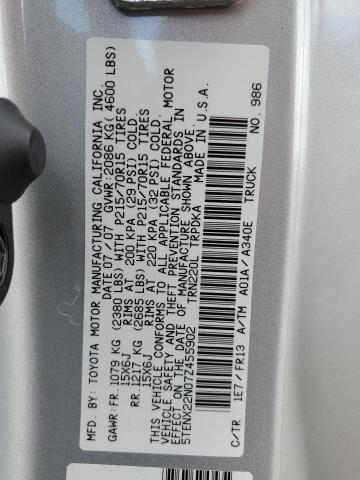 MFD. BY: TOYOTA MOTOR MANUFACTURING CALIFORNIA INC.
DATE 07/07 GVWR: 2086 KG( 4600 LBS)
GAWR: FR. 1079 KG (2380 LBS) WITH P215/70R15 TIRES
15X6J RIMS AT 200 KPA (29 PSI) COLD.
RR. 1217 KG (2685 LBS) WITH P215/70R15 TIRES
15X6J RIMS AT 220 KPA (32 PSI) COLD.
THIS VEHICLE CONFORMS TO ALL APPLICABLE FEDERAL MOTOR
VEHICLE SAFETY AND THEFT PREVENTION STANDARDS IN
EFFECT ON THE DATE OF MANUFACTURE SHOWN ABOVE.
5TENX22N07Z455902 TRN220L TRPDKA MADE IN U.S.A.
TRUCK
C/TR 1E7 / FR13 A/TM A01A / A340E
NO. 986